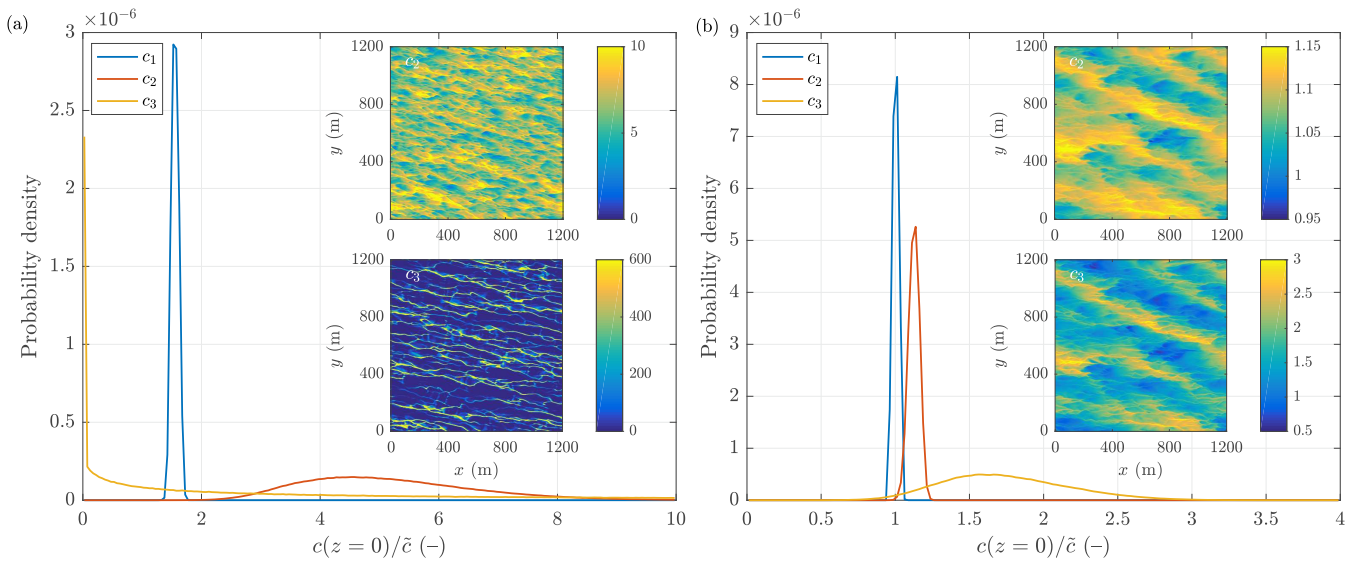 (a)
×10⁻⁶
3
2.5
2
1.5
1
0.5
0
Probability density
c₁
c₂
c₃
0 2 4 6 8 10
c(z = 0)/c̃ (–)
c₂
1200
800
400
0
y (m)
0 400 800 1200
10
5
0
c₃
1200
800
400
0
y (m)
0 400 800 1200
x (m)
600
400
200
0
(b)
×10⁻⁶
9
8
7
6
5
4
3
2
1
0
Probability density
c₁
c₂
c₃
0 0.5 1 1.5 2 2.5 3 3.5 4
c(z = 0)/c̃ (–)
c₂
1200
800
400
0
y (m)
0 400 800 1200
1.15
1.1
1.05
1
0.95
c₃
1200
800
400
0
y (m)
0 400 800 1200
x (m)
3
2.5
2
1.5
1
0.5